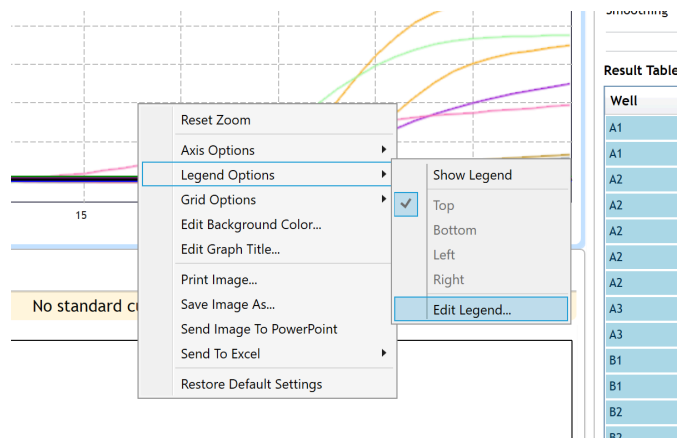 Smoothing
Result Table
Well
A1
A1
A2
A2
A2
A2
A2
A3
A3
B1
B1
B2
B2
15
No standard cu
Reset Zoom
Axis Options
Legend Options
Grid Options
Edit Background Color...
Edit Graph Title...
Print Image...
Save Image As...
Send Image To PowerPoint
Send To Excel
Restore Default Settings
Show Legend
Top
Bottom
Left
Right
Edit Legend...